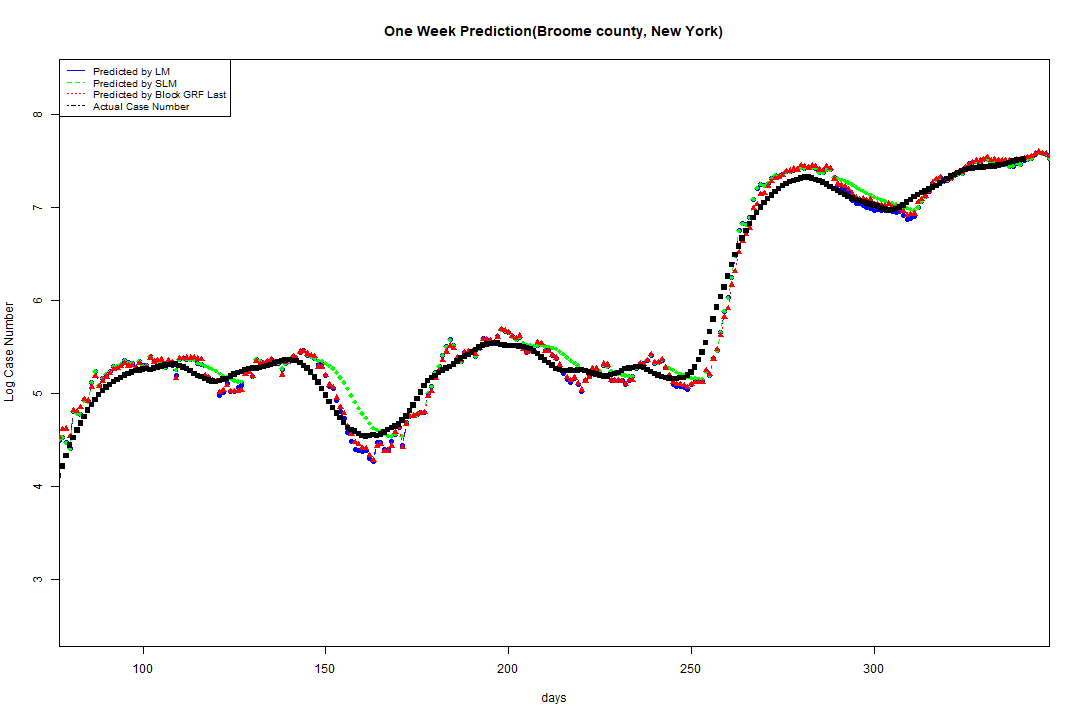 One Week Prediction(Broome county, New York)
Predicted by LM
Predicted by SLM
Predicted by Block GRF Last
Actual Case Number
8
7
6
5
4
3
Log Case Number
100 150 200 250 300
days